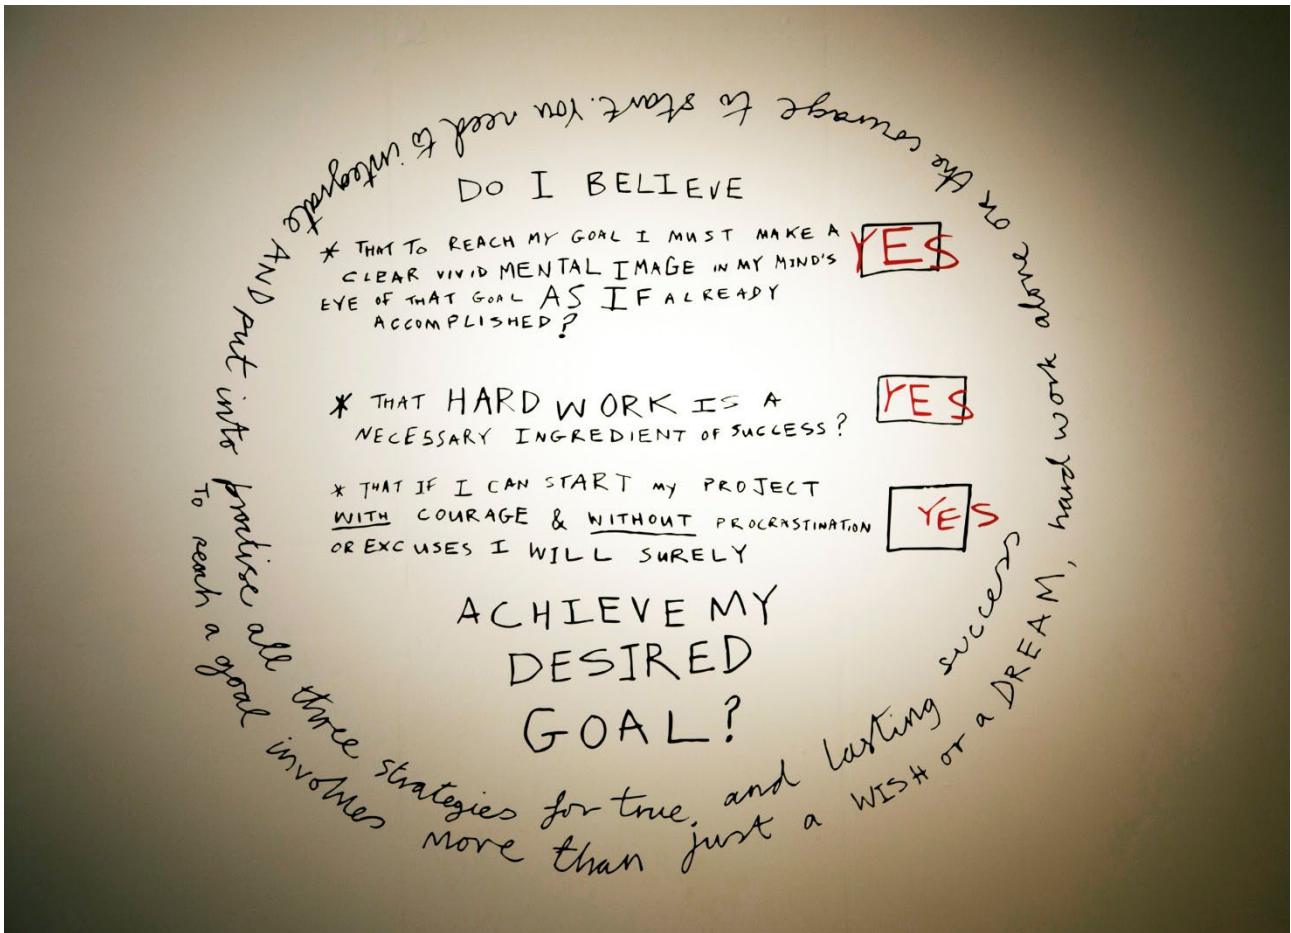 DO I BELIEVE
* THAT TO REACH MY GOAL I MUST MAKE A
CLEAR VIVID MENTAL IMAGE IN MY MIND'S
EYE OF THAT GOAL AS IF ALREADY
ACCOMPLISHED?
YES
* THAT HARD WORK IS A
NECESSARY INGREDIENT OF SUCCESS?
YES
* THAT IF I CAN START MY PROJECT
WITH COURAGE & WITHOUT PROCRASTINATION
OR EXCUSES I WILL SURELY
YES
ACHIEVE MY
DESIRED
GOAL?
To reach a goal involves more than just a WISH or a DREAM, hard work alone or the courage to start. You need to integrate AND put into practise all three strategies for true, and lasting success